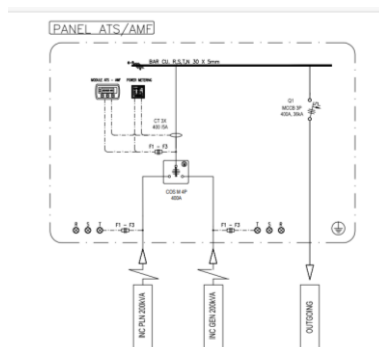 PANEL ATS/AMF
BAR CU, R,S,T,N 30 X 5mm
MODULE ATS - AMF
POWER METERING
CT 3X
400 /5A
Q1
MCCB 3P
400A, 36kA
F1 - F3
COS M 4P
400A
R S T
F1 - F3
F1 - F3
T S R
INC PLN 200kVA
INC GEN 200kVA
OUTGOING